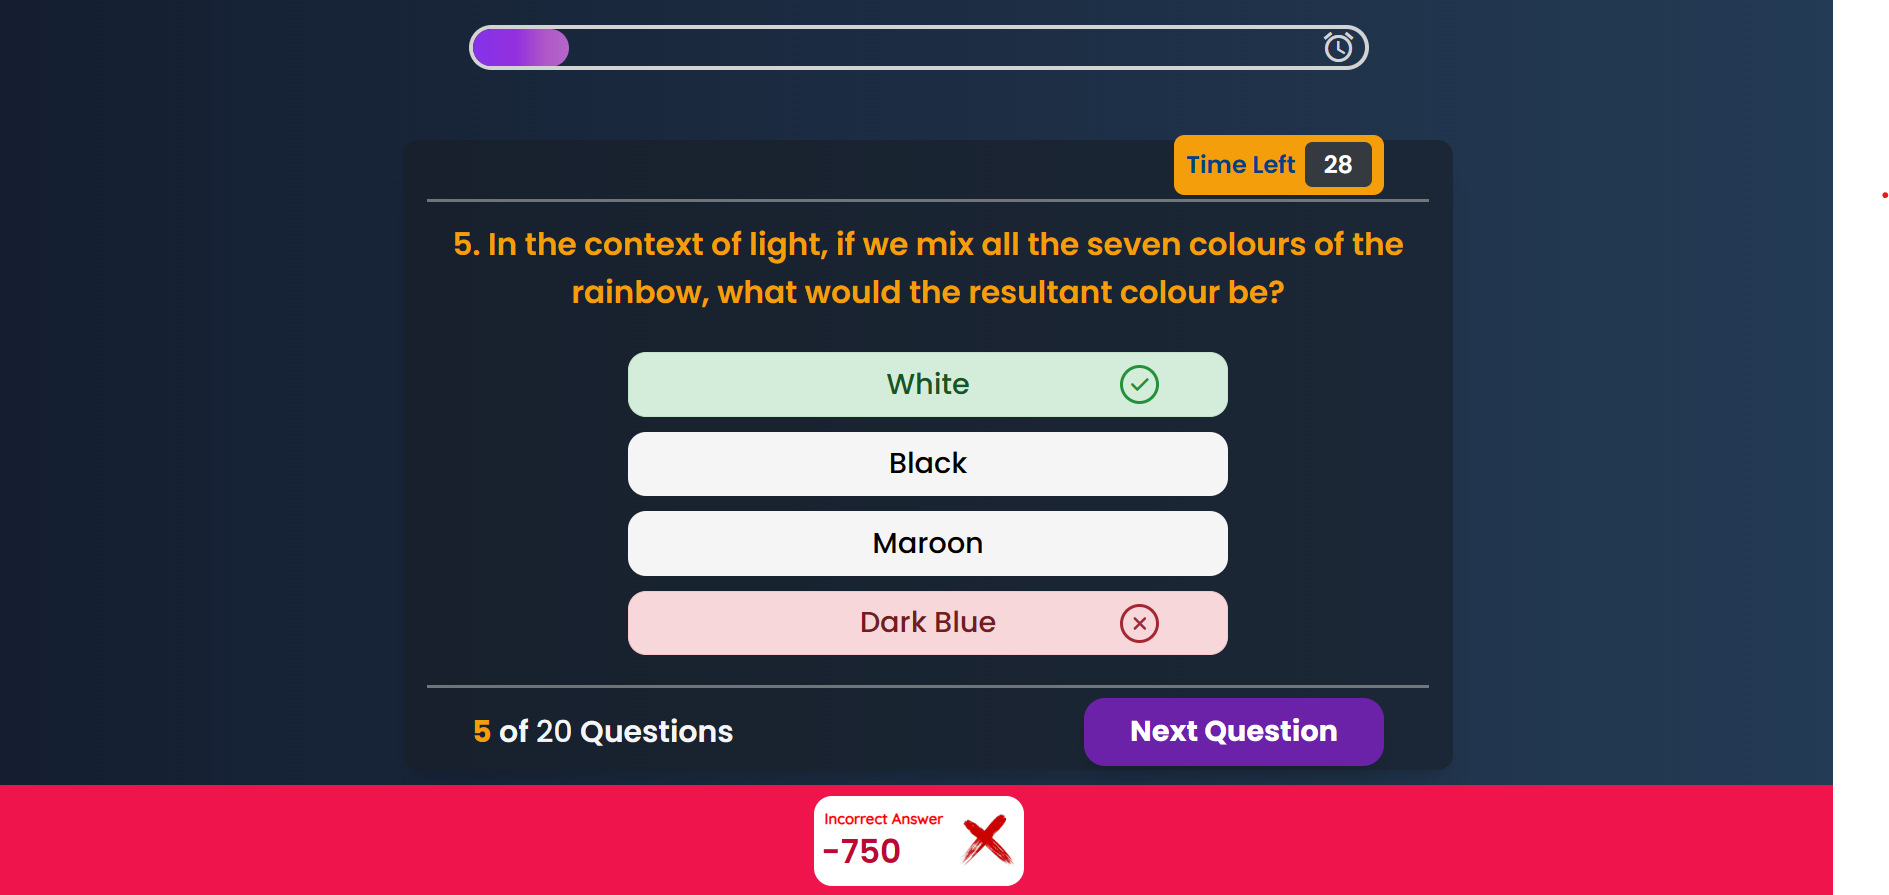 Time Left 28
5. In the context of light, if we mix all the seven colours of the
rainbow, what would the resultant colour be?
White
Black
Maroon
Dark Blue
5 of 20 Questions
Next Question
Incorrect Answer
-750